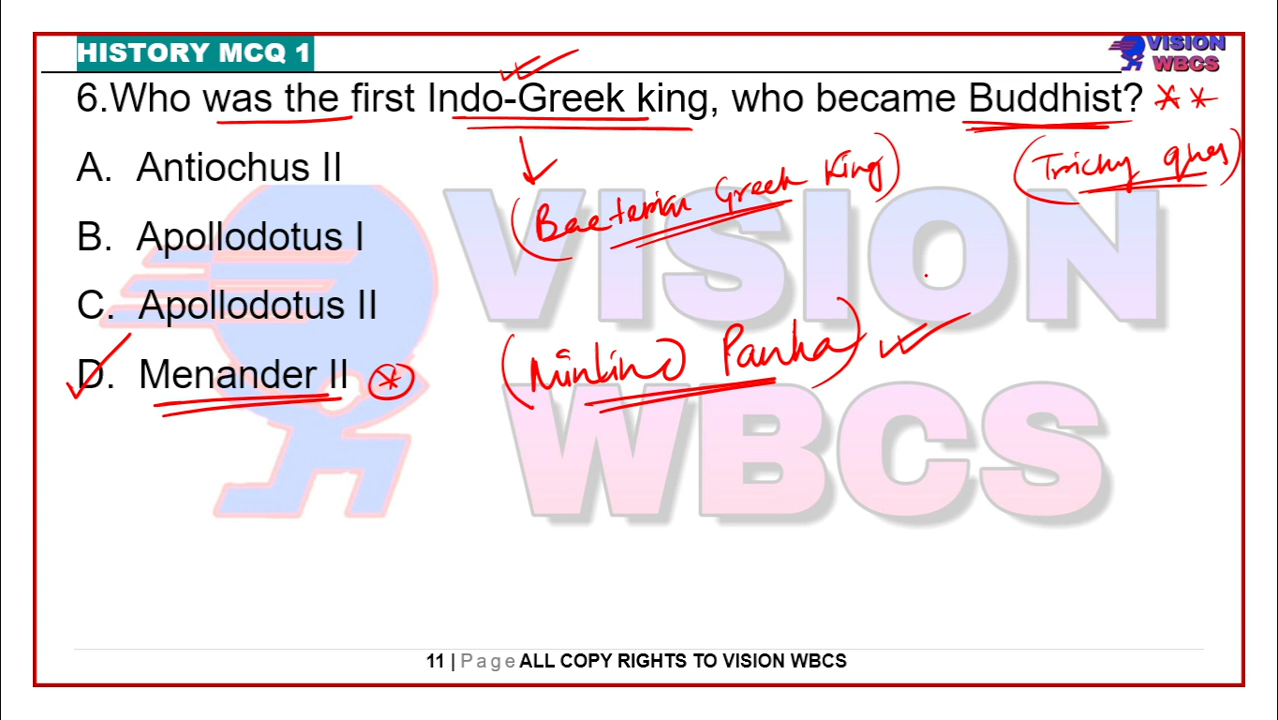 HISTORY MCQ 1
VISION
WBCS
6.Who was the first Indo-Greek king, who became Buddhist?
(Trichy ques)
A. Antiochus II
(Bacterian Greek King)
B. Apollodotus I
C. Apollodotus II
(Minlind Panha)
D. Menander II
VISION
WBCS
11 | Page ALL COPY RIGHTS TO VISION WBCS